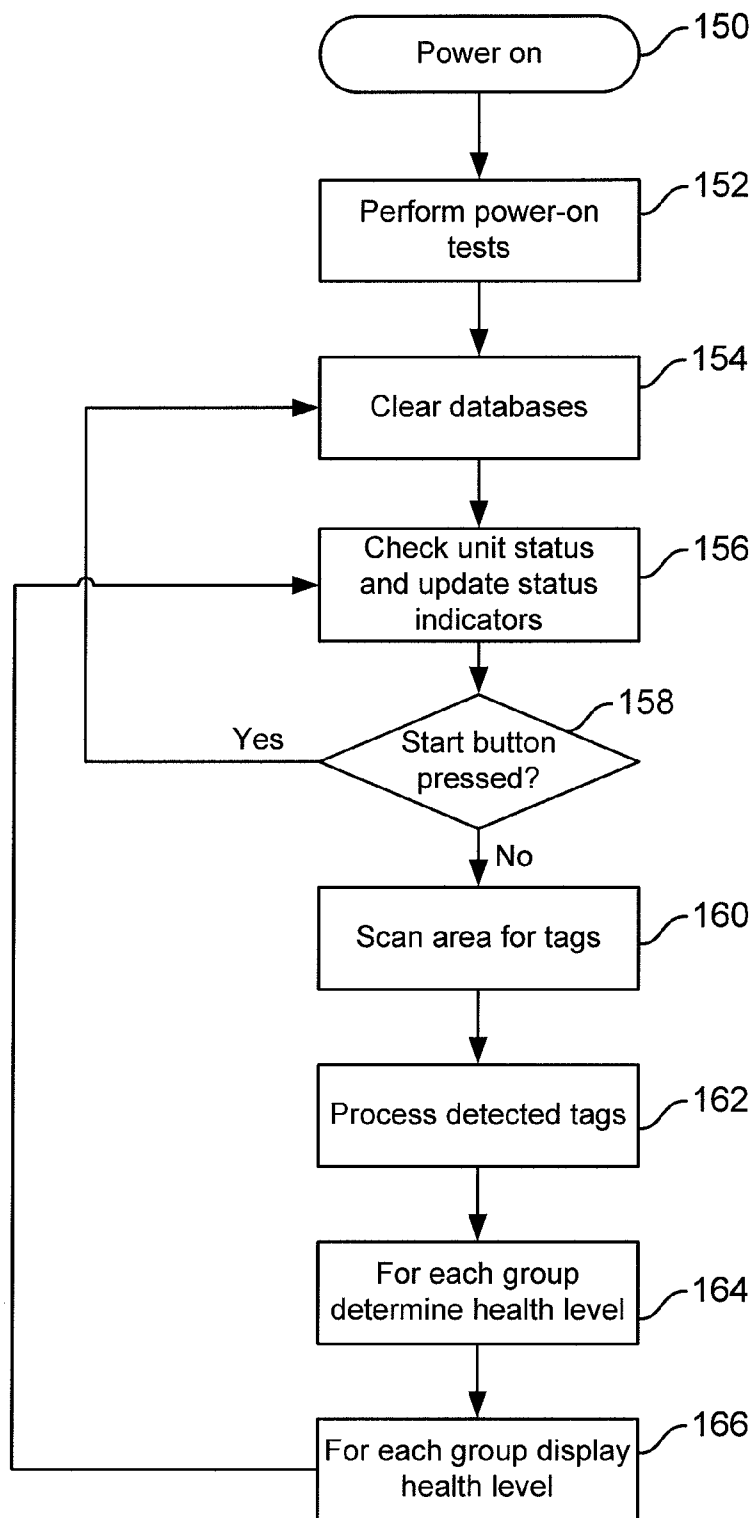 Power on
150
Perform power-on
tests
152
Clear databases
154
Check unit status
and update status
indicators
156
Start button
pressed?
158
Yes
No
Scan area for tags
160
Process detected tags
162
For each group
determine health level
164
For each group display
health level
166